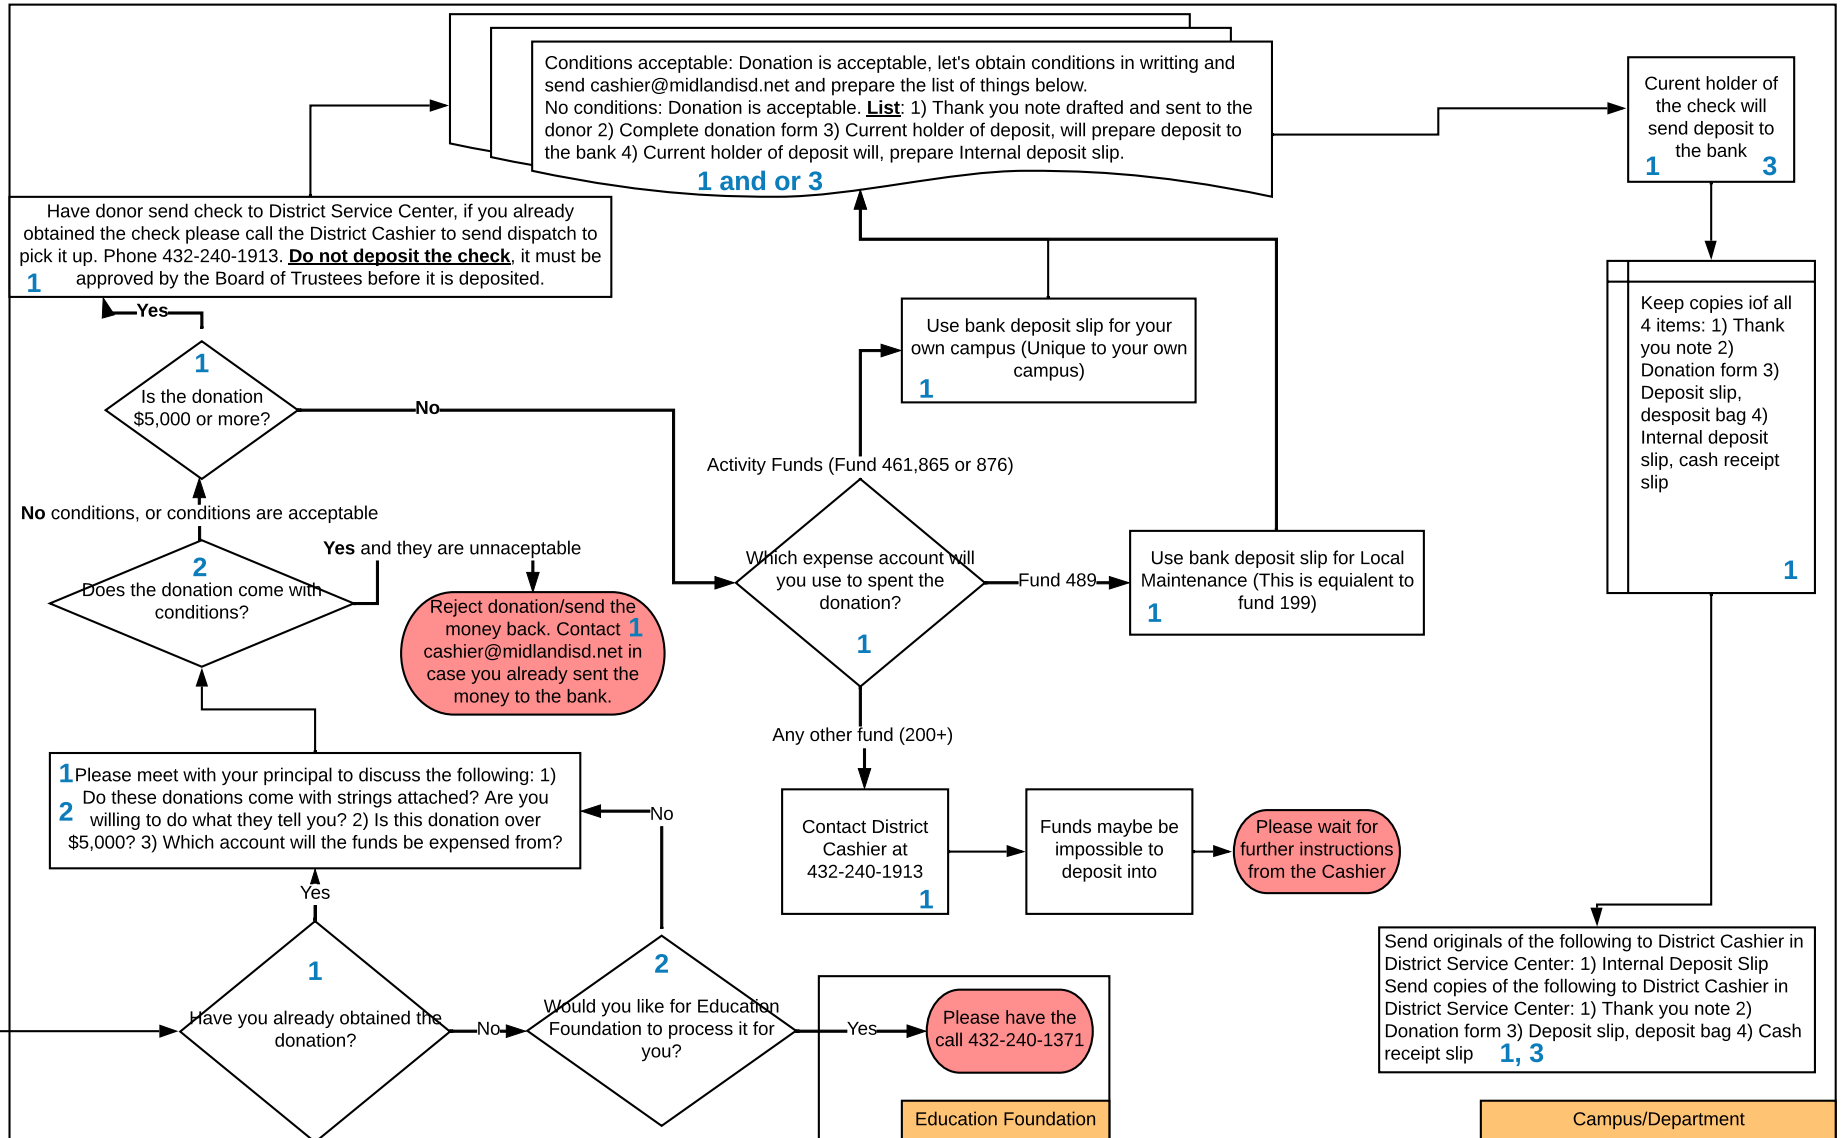 Conditions acceptable: Donation is acceptable, let's obtain conditions in writting and
send cashier@midlandisd.net and prepare the list of things below.
No conditions: Donation is acceptable. List: 1) Thank you note drafted and sent to the
donor 2) Complete donation form 3) Current holder of deposit, will prepare deposit to
the bank 4) Current holder of deposit will, prepare Internal deposit slip.
1 and or 3
Curent holder of
the check will
send deposit to
the bank
1 3
Have donor send check to District Service Center, if you already
obtained the check please call the District Cashier to send dispatch to
pick it up. Phone 432-240-1913. Do not deposit the check, it must be
approved by the Board of Trustees before it is deposited.
1
Yes
1
Is the donation
$5,000 or more?
No
Use bank deposit slip for your
own campus (Unique to your own
campus)
1
Keep copies iof all
4 items: 1) Thank
you note 2)
Donation form 3)
Deposit slip,
desposit bag 4)
Internal deposit
slip, cash receipt
slip
1
Activity Funds (Fund 461,865 or 876)
No conditions, or conditions are acceptable
Yes and they are unnaceptable
2
Does the donation come with
conditions?
Reject donation/send the
money back. Contact 1
cashier@midlandisd.net in
case you already sent the
money to the bank.
Which expense account will
you use to spent the
donation?
1
Fund 489
Use bank deposit slip for Local
Maintenance (This is equialent to
fund 199)
1
Any other fund (200+)
1 Please meet with your principal to discuss the following: 1)
Do these donations come with strings attached? Are you
2 willing to do what they tell you? 2) Is this donation over
$5,000? 3) Which account will the funds be expensed from?
No
Contact District
Cashier at
432-240-1913
1
Funds maybe be
impossible to
deposit into
Please wait for
further instructions
from the Cashier
Yes
1
Have you already obtained the
donation?
No
2
Would you like for Education
Foundation to process it for
you?
Yes
Please have the
call 432-240-1371
Education Foundation
Send originals of the following to District Cashier in
District Service Center: 1) Internal Deposit Slip
Send copies of the following to District Cashier in
District Service Center: 1) Thank you note 2)
Donation form 3) Deposit slip, deposit bag 4) Cash
receipt slip 1, 3
Campus/Department